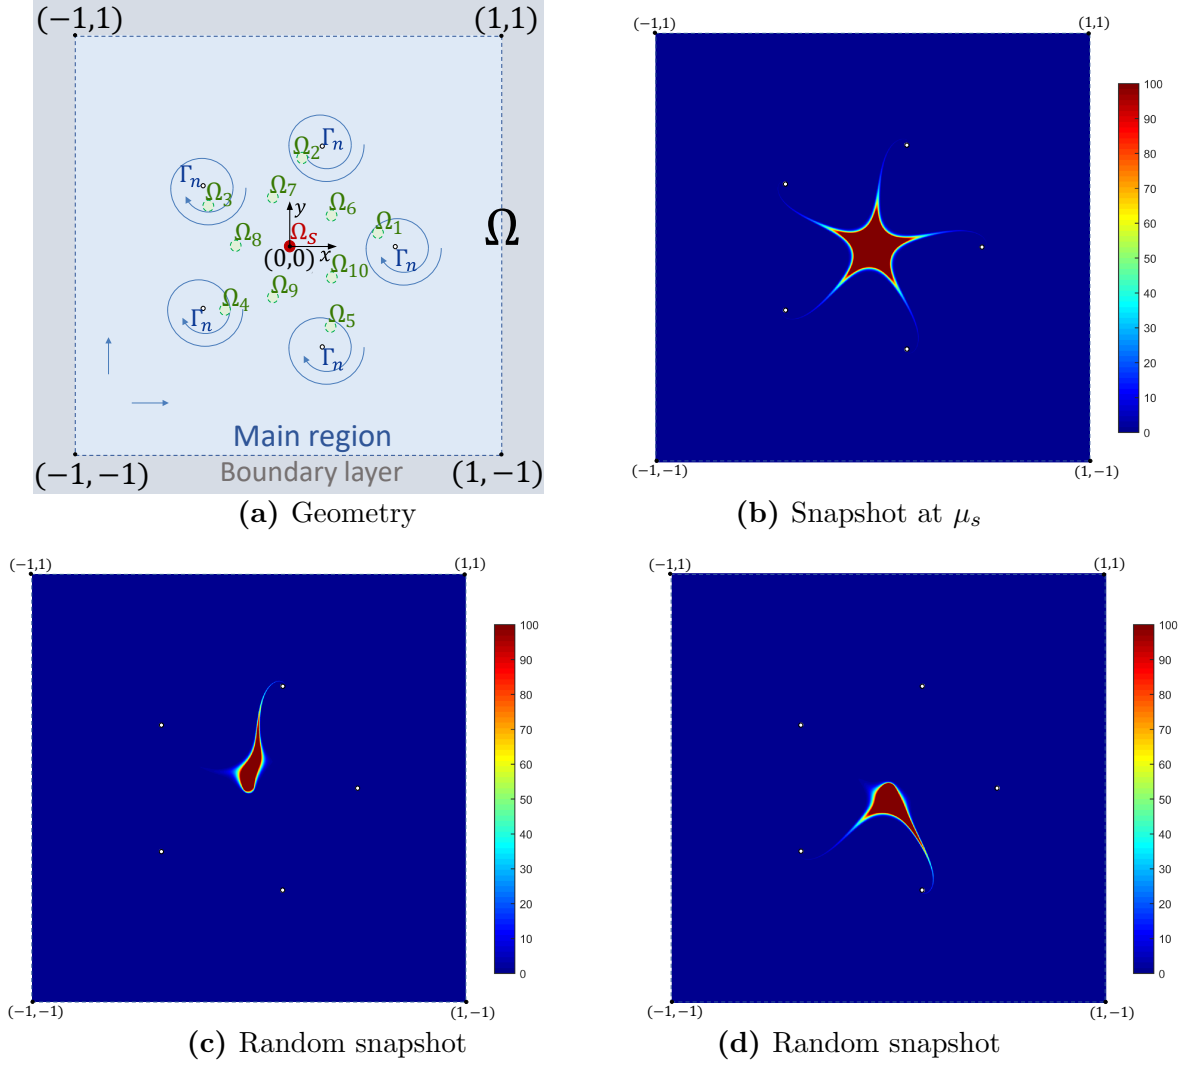 (−1,1) (1,1)
Γₙ
Ω₂
Γₙ
Ω₃
Ω₇
Ω₆
y
Ω₁
Ω₈
Ωₛ
Ω
(0,0) x
Γₙ
Ω₁₀
Ω₉
Ω₄
Γₙ
Ω₅
Γₙ
Main region
(−1,−1) Boundary layer (1,−1)
(a) Geometry
(−1,1) (1,1)
100
90
80
70
60
50
40
30
20
10
0
(−1,−1) (1,−1)
(b) Snapshot at μₛ
(−1,1) (1,1)
100
90
80
70
60
50
40
30
20
10
0
(−1,−1) (1,−1)
(c) Random snapshot
(−1,1) (1,1)
100
90
80
70
60
50
40
30
20
10
0
(−1,−1) (1,−1)
(d) Random snapshot